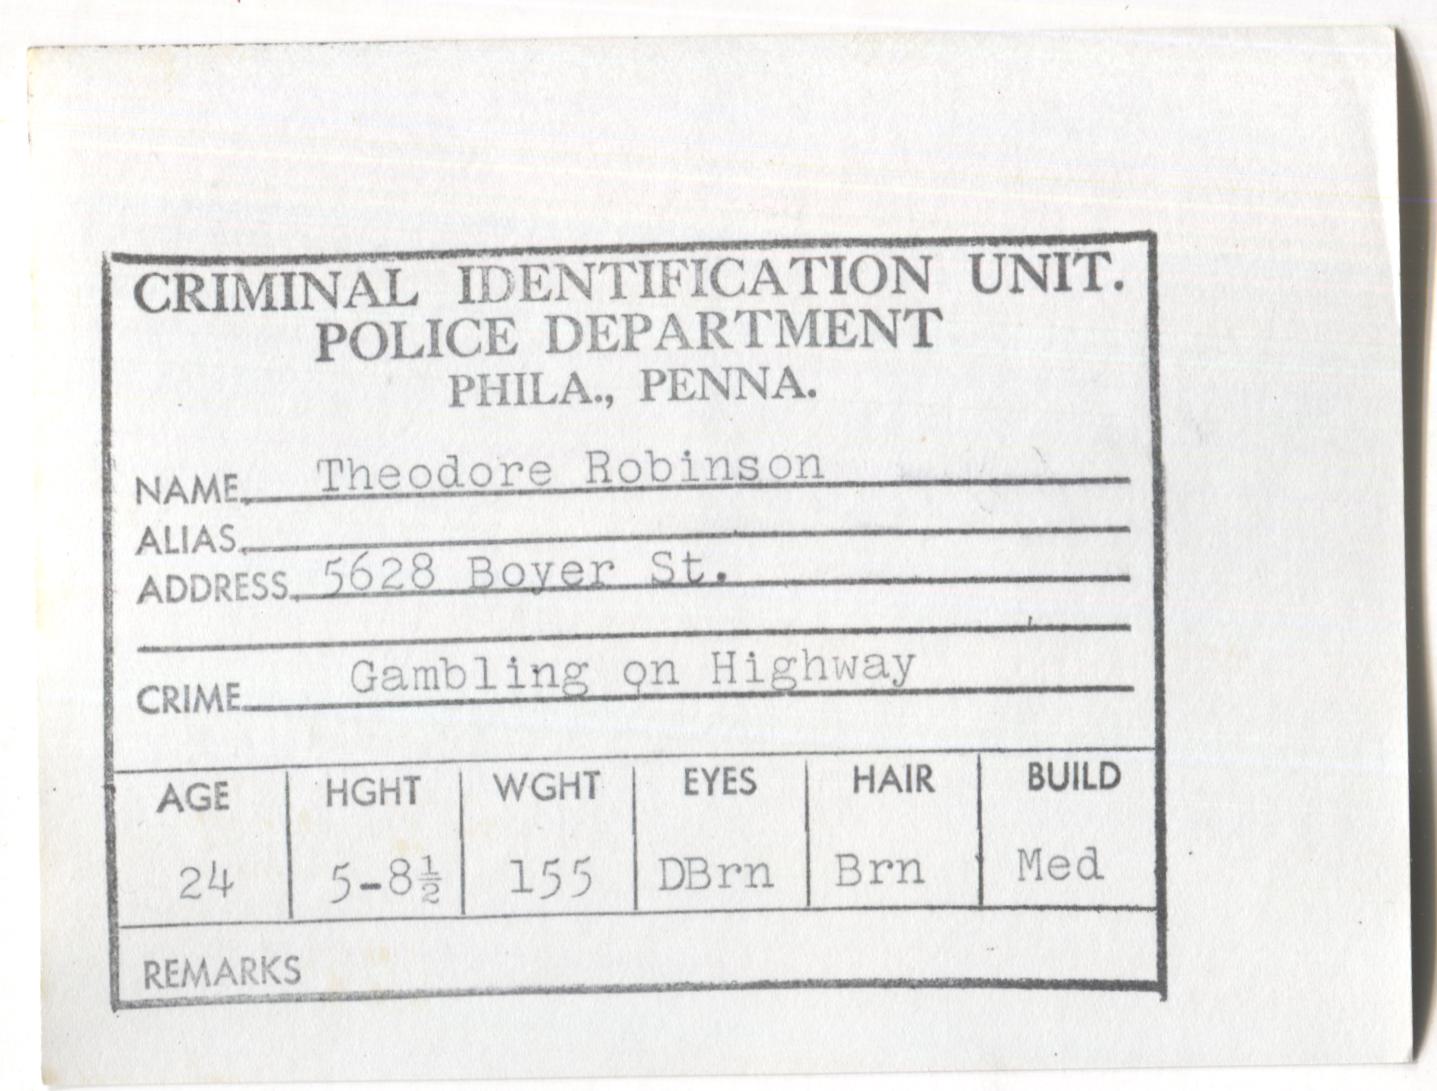 CRIMINAL IDENTIFICATION UNIT.
POLICE DEPARTMENT
PHILA., PENNA.
NAME. Theodore Robinson
ALIAS.
ADDRESS. 5628 Boyer St.
CRIME Gambling on Highway
AGE HGHT WGHT EYES HAIR BUILD
24 5-8½ 155 DBrn Brn Med
REMARKS